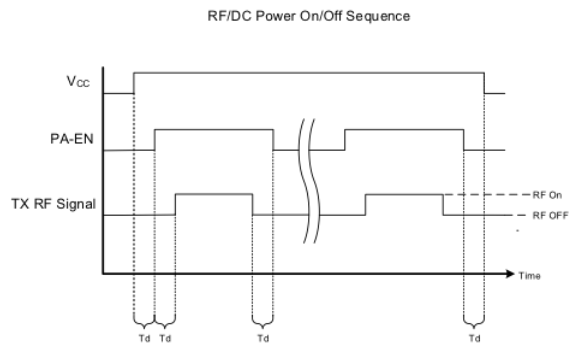 RF/DC Power On/Off Sequence
VCC
PA-EN
TX RF Signal
RF On
RF OFF
Time
Td Td Td Td